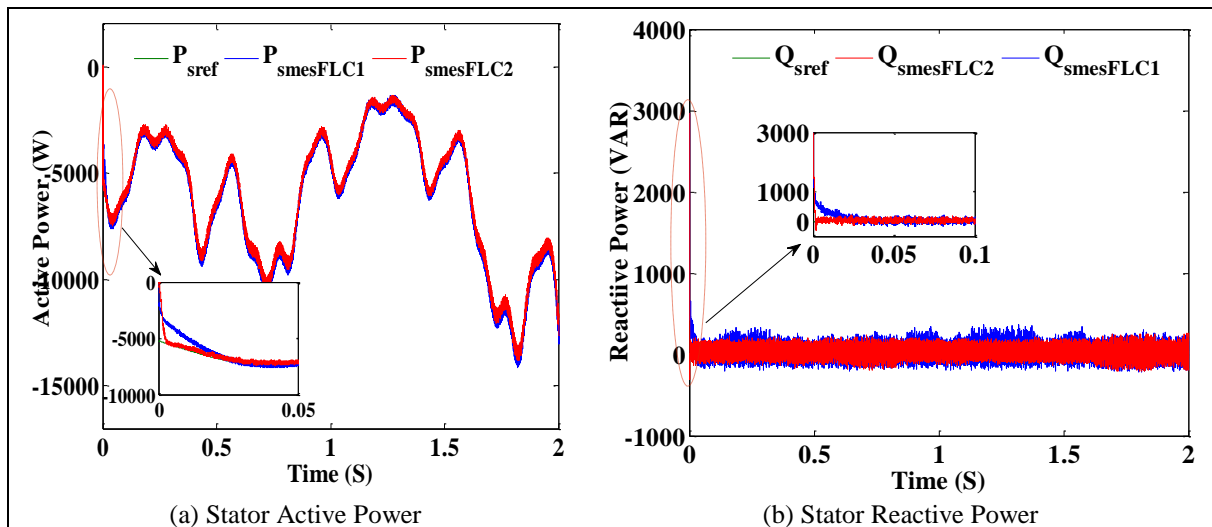 P_sref P_smesFLC1 P_smesFLC2
0
-5000
-10000
-15000
Active Power (W)
0
-5000
-10000
0 0.05
0 0.5 1 1.5 2
Time (S)
(a) Stator Active Power
4000
3000
2000
1000
0
-1000
Reactiive Power (VAR)
Q_sref Q_smesFLC2 Q_smesFLC1
3000
1000
0
0 0.05 0.1
0 0.5 1 1.5 2
Time (S)
(b) Stator Reactive Power